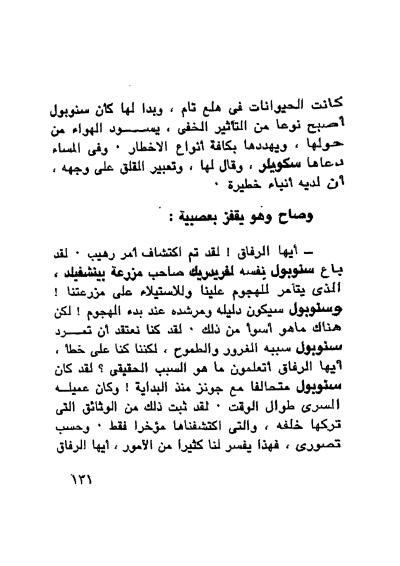 كانت الحيوانات فى هلع تام ، وبدا لها كأن سنوبول
أصبح نوعا من التأثير الخفى ، يسود الهواء من
حولها ، ويهددها بكافة أنواع الاخطار ٠ وفى المساء
دعاها سكويلر ، وقال لها ، وتعبير القلق على وجهه ،
أن لديه أنباء خطيرة ٠
وصاح وهو يقفز بعصبية :
— أيها الرفاق ! لقد تم اكتشاف أمر رهيب ٠ لقد
باع سنوبول نفسه لفريدريك صاحب مزرعة بينشفيلد ،
الذى يتآمر للهجوم علينا وللاستيلاء على مزرعتنا !
وسنوبول سيكون دليله ومرشده عند بدء الهجوم ! لكن
هناك ماهو أسوأ من ذلك ٠ لقد كنا نعتقد أن تمرد
سنوبول سببه الغرور والطموح ، لكننا كنا على خطأ ،
أيها الرفاق أتعلمون ما هو السبب الحقيقى ؟ لقد كان
سنوبول متحالفا مع جونز منذ البداية ! وكان عميله
السرى طوال الوقت ٠ لقد ثبت ذلك من الوثائق التى
تركها خلفه ، والتى اكتشفناها مؤخرا فقط ٠ وحسب
تصورى ، فهذا يفسر لنا كثيرا من الأمور ، أيها الرفاق
١٣١